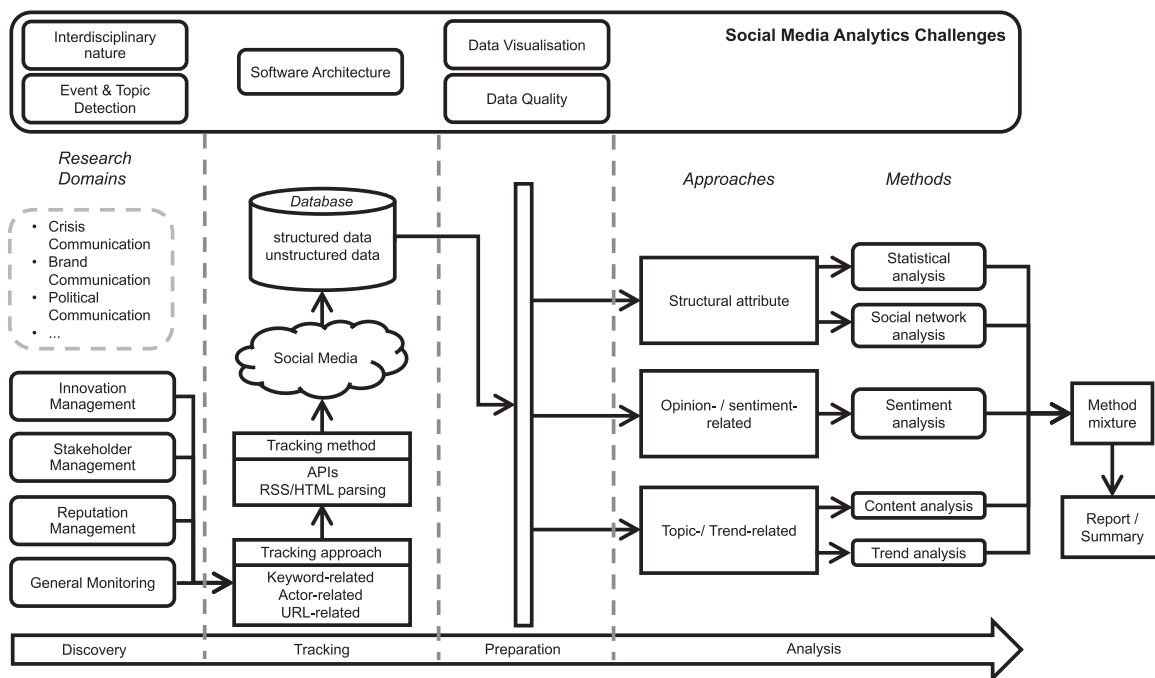 Social Media Analytics Challenges
Interdisciplinary
nature
Event & Topic
Detection
Software Architecture
Data Visualisation
Data Quality
Research
Domains
• Crisis
Communication
• Brand
Communication
• Political
Communication
• ...
Innovation
Management
Stakeholder
Management
Reputation
Management
General Monitoring
Database
structured data
unstructured data
Social Media
Tracking method
APIs
RSS/HTML parsing
Tracking approach
Keyword-related
Actor-related
URL-related
Approaches
Structural attribute
Opinion- / sentiment-
related
Topic-/ Trend-related
Methods
Statistical
analysis
Social network
analysis
Sentiment
analysis
Content analysis
Trend analysis
Method
mixture
Report /
Summary
Discovery
Tracking
Preparation
Analysis